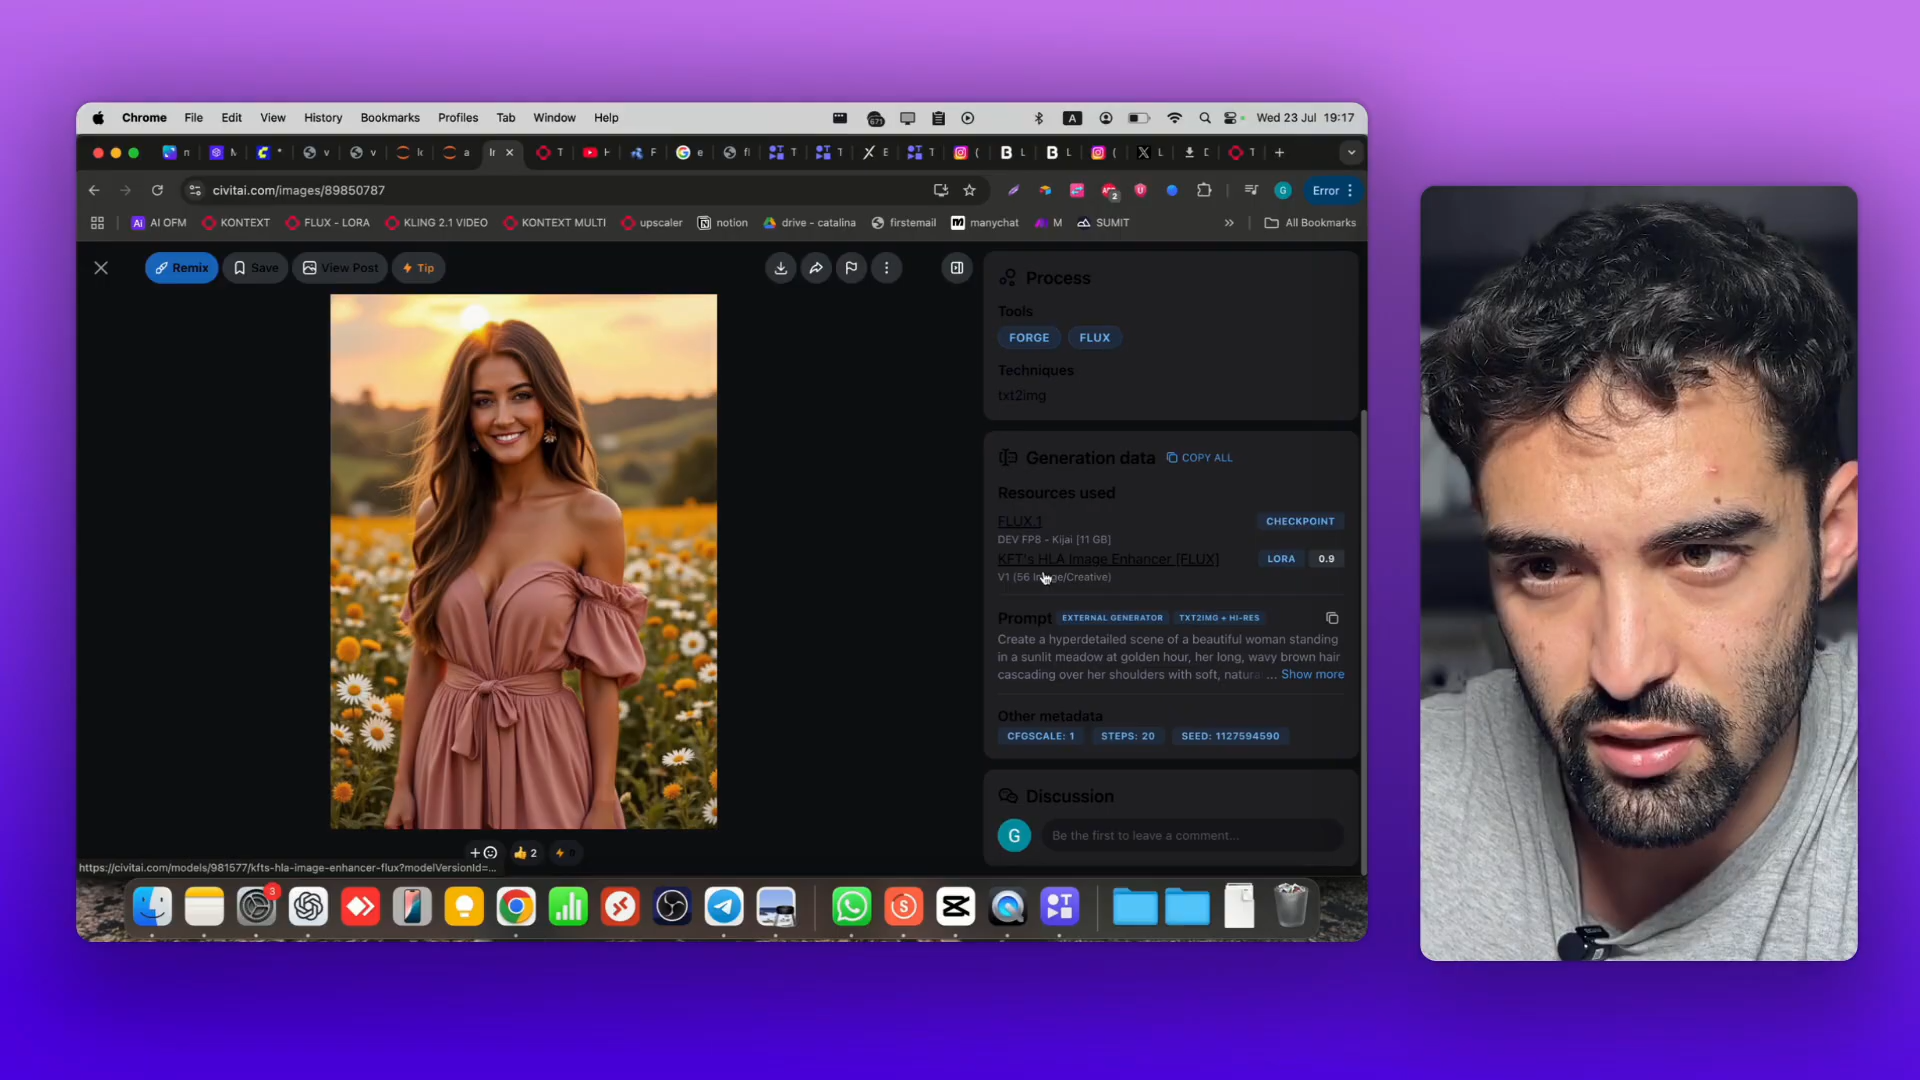 Chrome File Edit View History Bookmarks Profiles Tab Window Help
671 A Wed 23 Jul 19:17
civitai.com/images/89850787
2 G Error
AI OFM KONTEXT FLUX - LORA KLING 2.1 VIDEO KONTEXT MULTI upscaler notion drive - catalina firstemail manychat M SUMIT » All Bookmarks
Remix Save View Post Tip
Process
Tools
FORGE FLUX
Techniques
txt2img
Generation data COPY ALL
Resources used
FLUX.1 CHECKPOINT
DEV FP8 - Kijai [11 GB]
KFT's HLA Image Enhancer [FLUX] LORA 0.9
V1 (56 Image/Creative)
Prompt EXTERNAL GENERATOR TXT2IMG + HI-RES
Create a hyperdetailed scene of a beautiful woman standing
in a sunlit meadow at golden hour, her long, wavy brown hair
cascading over her shoulders with soft, natura ... Show more
Other metadata
CFGSCALE: 1 STEPS: 20 SEED: 1127594590
Discussion
G Be the first to leave a comment...
2
https://civitai.com/models/981577/kfts-hla-image-enhancer-flux?modelVersionId=...
3